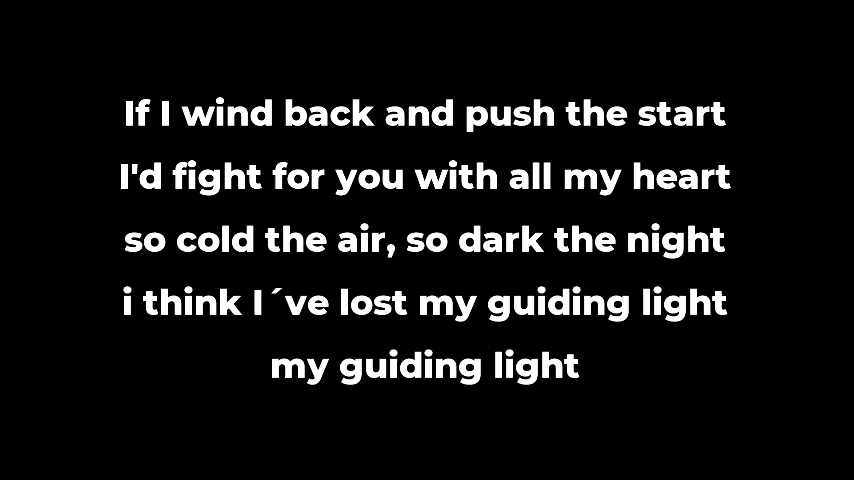 If I wind back and push the start
I'd fight for you with all my heart
so cold the air, so dark the night
i think I´ve lost my guiding light
my guiding light